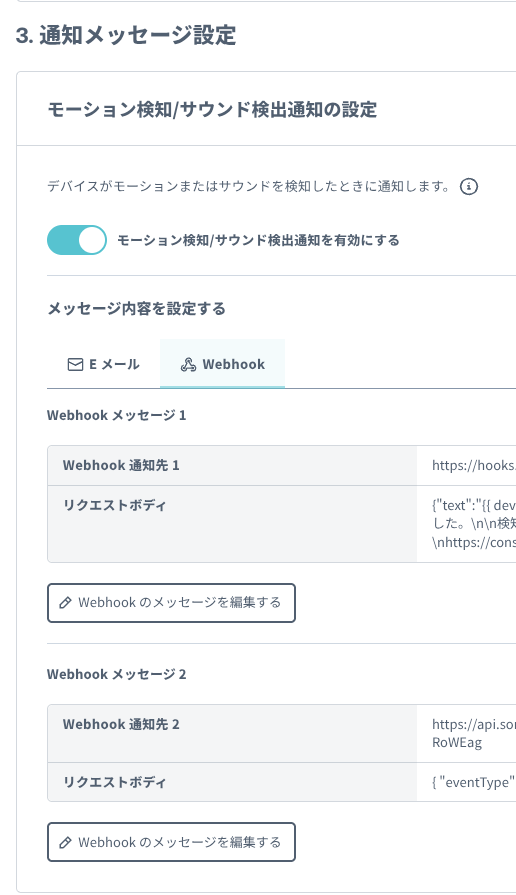 3. 通知メッセージ設定
モーション検知/サウンド検出通知の設定
デバイスがモーションまたはサウンドを検知したときに通知します。
モーション検知/サウンド検出通知を有効にする
メッセージ内容を設定する
E メール
Webhook
Webhook メッセージ 1
Webhook 通知先 1
https://hooks.
リクエストボディ
{"text":"{{ dev
した。\n\n検知
\nhttps://cons
Webhook のメッセージを編集する
Webhook メッセージ 2
Webhook 通知先 2
https://api.sor
RoWEag
リクエストボディ
{ "eventType"
Webhook のメッセージを編集する